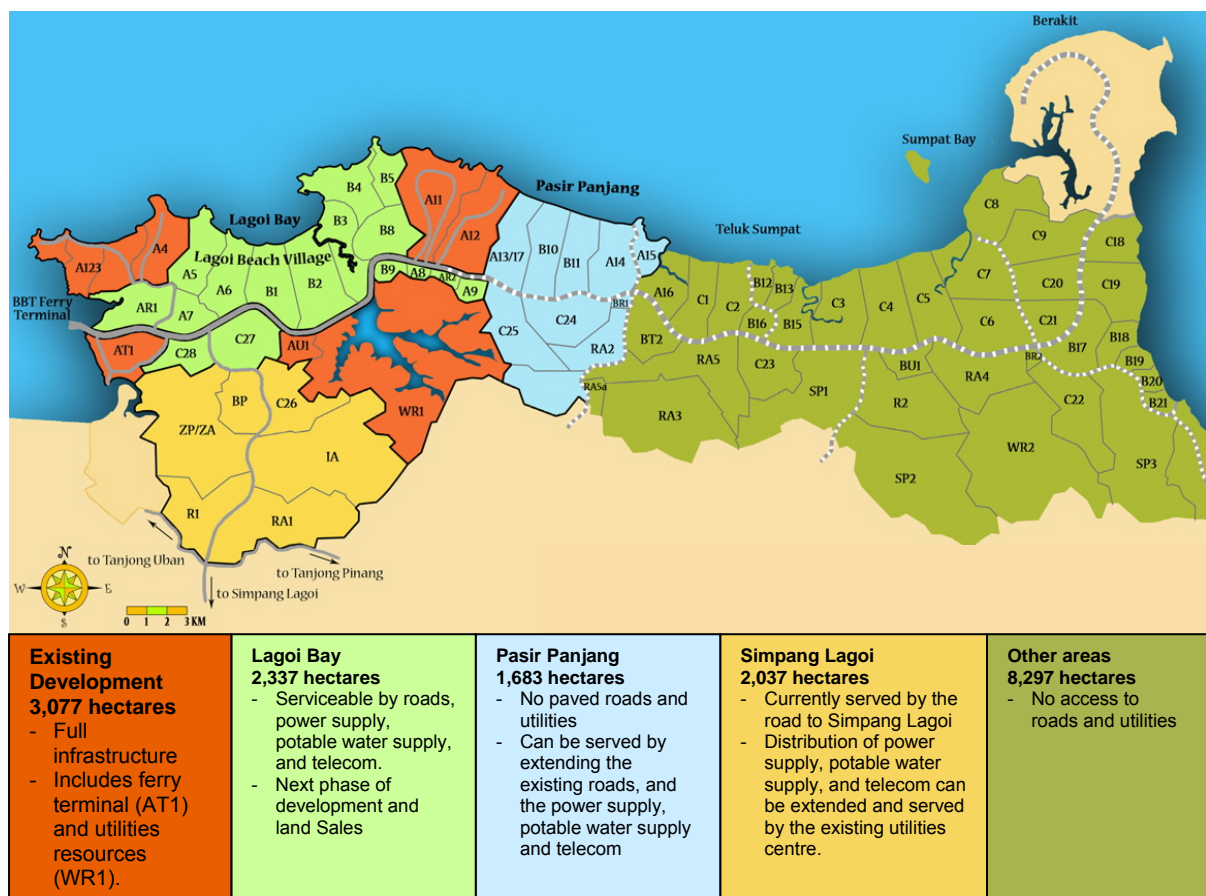 Berakit
Sumpat Bay
Pasir Panjang
Lagoi Bay
Teluk Sumpat
Lagoi Beach Village
BBT Ferry
Terminal
A123
A4
AR1
A5
A7
A6
B1
B2
B3
B4
B5
B8
B9
A8
AR2
A9
A11
A12
A13/17
B10
B11
A14
A15
BR1
C25
C24
RA2
AT1
C28
C27
AU1
WR1
BP
C26
ZP/ZA
IA
R1
RA1
A16
C1
C2
B12
B13
B16
B15
BT2
RA5
RA5a
RA3
C23
SP1
C3
C4
C5
C6
C7
C8
C9
C18
C19
C20
C21
B17
B18
B19
B20
B21
BR2
BU1
RA4
R2
C22
WR2
SP2
SP3
to Tanjong Uban
to Tanjong Pinang
to Simpang Lagoi
N
W
E
S
0 1 2 3 KM
Existing
Development
3,077 hectares
- Full
infrastructure
- Includes ferry
terminal (AT1)
and utilities
resources
(WR1).
Lagoi Bay
2,337 hectares
- Serviceable by roads,
power supply,
potable water supply,
and telecom.
- Next phase of
development and
land Sales
Pasir Panjang
1,683 hectares
- No paved roads and
utilities
- Can be served by
extending the
existing roads, and
the power supply,
potable water supply
and telecom
Simpang Lagoi
2,037 hectares
- Currently served by the
road to Simpang Lagoi
- Distribution of power
supply, potable water
supply, and telecom can
be extended and served
by the existing utilities
centre.
Other areas
8,297 hectares
- No access to
roads and utilities